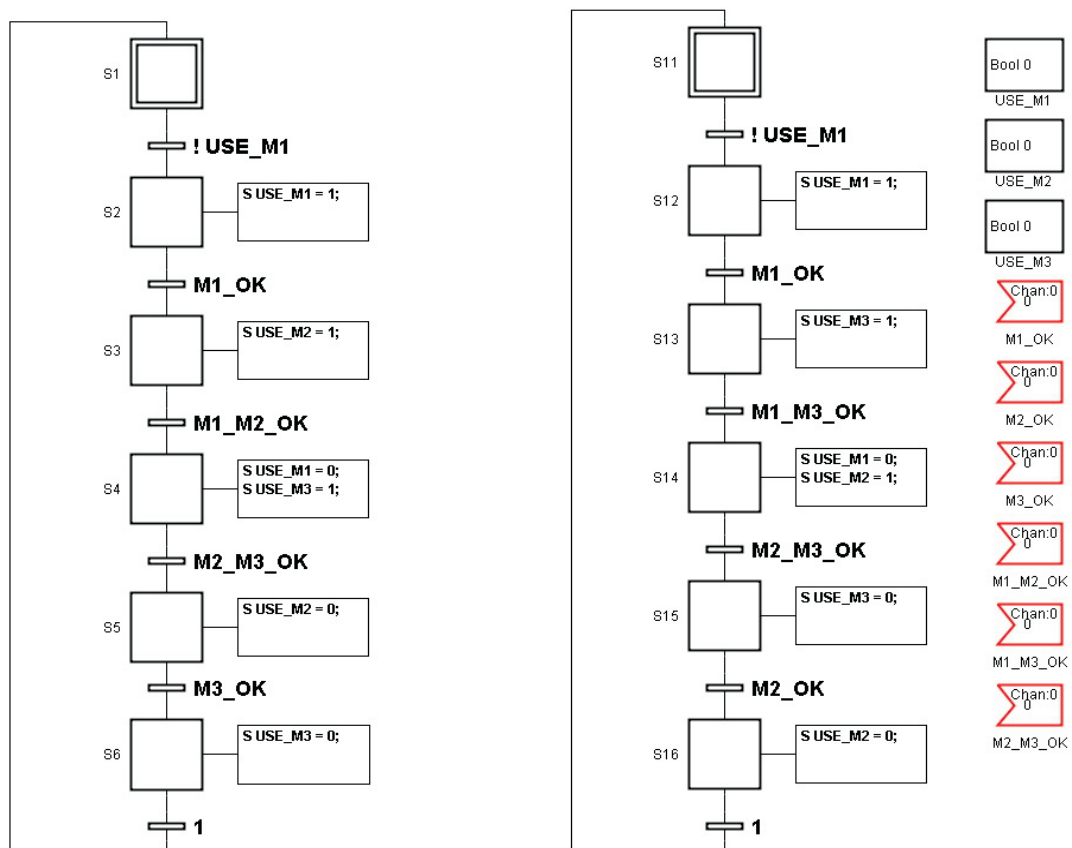 S1
! USE_M1
S2
S USE_M1 = 1;
M1_OK
S3
S USE_M2 = 1;
M1_M2_OK
S4
S USE_M1 = 0;
S USE_M3 = 1;
M2_M3_OK
S5
S USE_M2 = 0;
M3_OK
S6
S USE_M3 = 0;
1
S11
! USE_M1
S12
S USE_M1 = 1;
M1_OK
S13
S USE_M3 = 1;
M1_M3_OK
S14
S USE_M1 = 0;
S USE_M2 = 1;
M2_M3_OK
S15
S USE_M3 = 0;
M2_OK
S16
S USE_M2 = 0;
1
Bool 0
USE_M1
Bool 0
USE_M2
Bool 0
USE_M3
Chan:0
0
M1_OK
Chan:0
0
M2_OK
Chan:0
0
M3_OK
Chan:0
0
M1_M2_OK
Chan:0
0
M1_M3_OK
Chan:0
0
M2_M3_OK